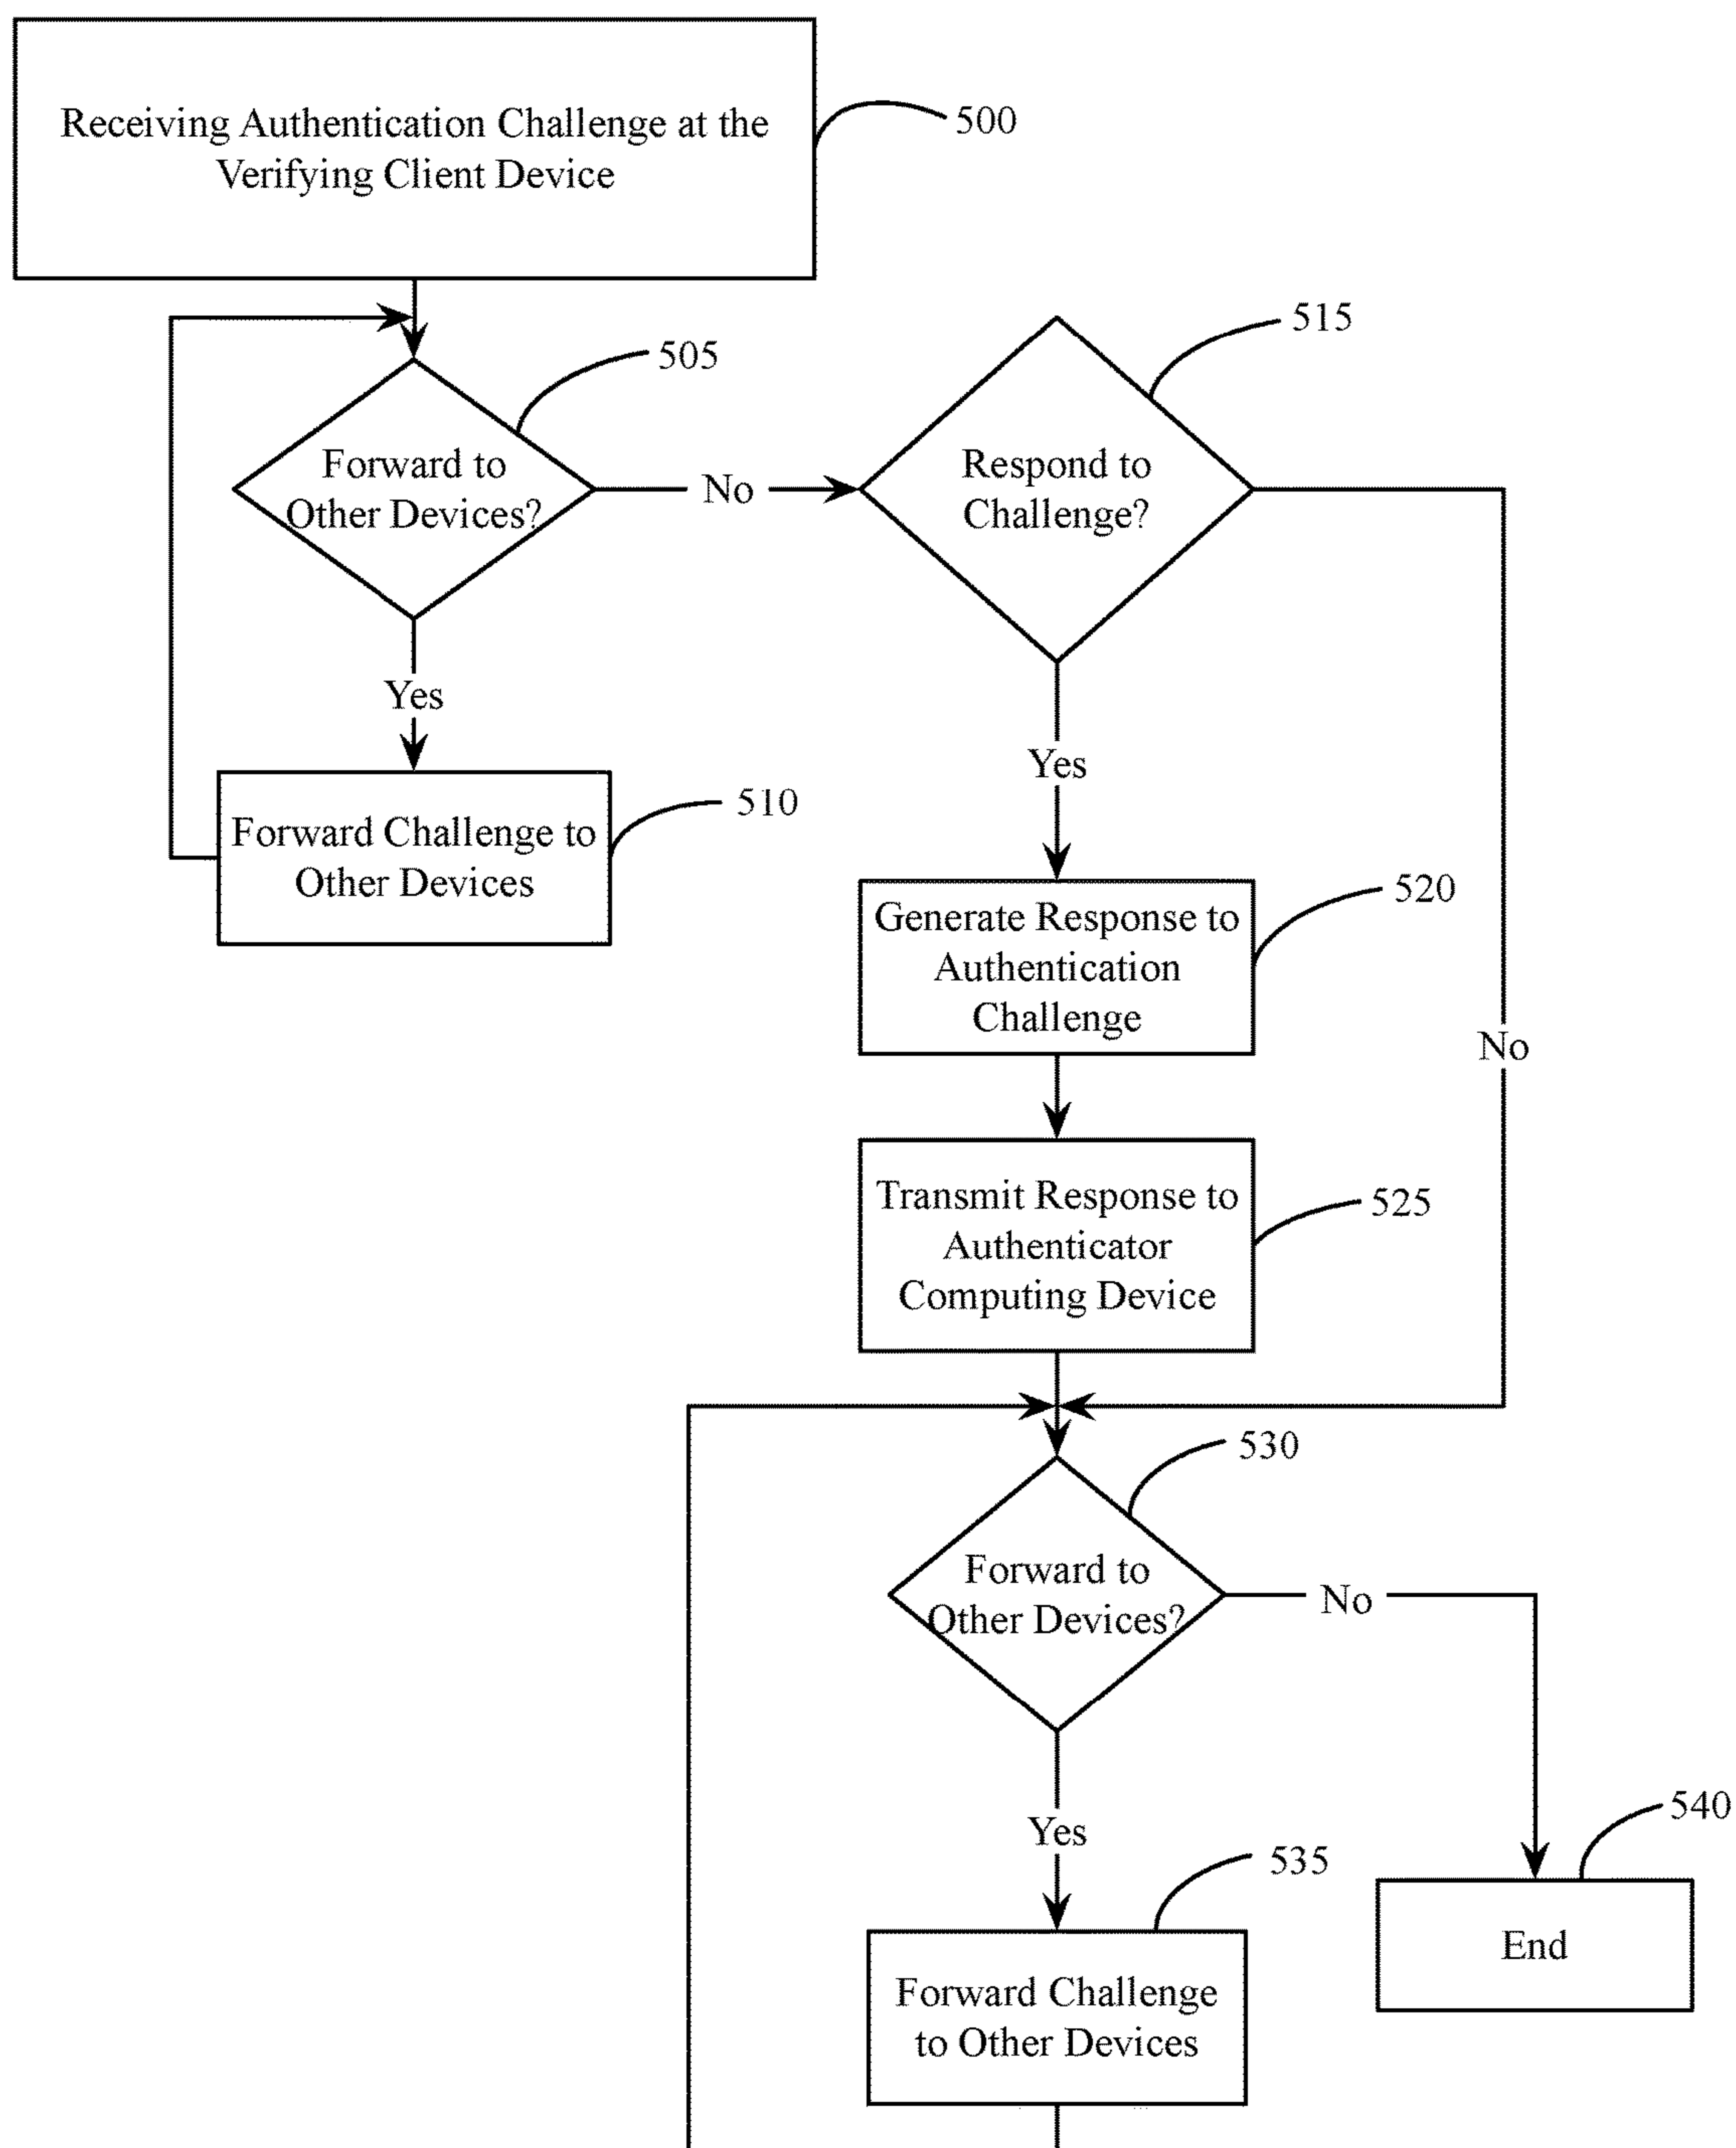 Receiving Authentication Challenge at the
Verifying Client Device
500
505
Forward to
Other Devices?
No
515
Respond to
Challenge?
Yes
510
Forward Challenge to
Other Devices
Yes
520
Generate Response to
Authentication
Challenge
No
525
Transmit Response to
Authenticator
Computing Device
530
Forward to
Other Devices?
No
Yes
535
Forward Challenge
to Other Devices
540
End